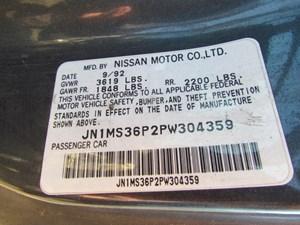 MFD. BY NISSAN MOTOR CO.,LTD.
DATE 9/92
GVWR 3619 LBS.
GAWR FR. 1848 LBS. RR. 2200 LBS.
THIS VEHICLE CONFORMS TO ALL APPLICABLE FEDERAL
MOTOR VEHICLE SAFETY, BUMPER, AND THEFT PREVENTION
STANDARDS IN EFFECT ON THE DATE OF MANUFACTURE
SHOWN ABOVE.
JN1MS36P2PW304359
PASSENGER CAR
JN1MS36P2PW304359